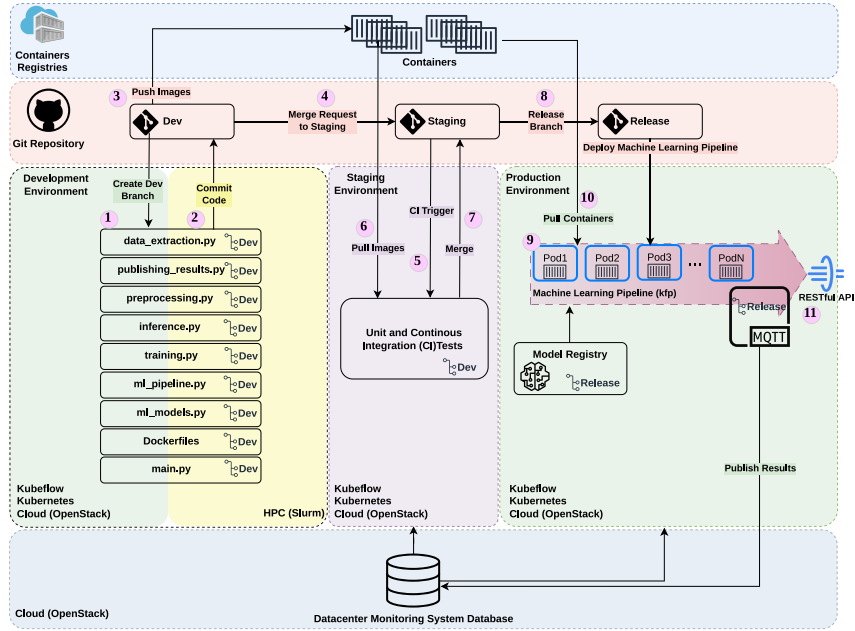 Containers
Registries
Containers
3
Push Images
Git Repository
Dev
4
Merge Request
to Staging
Staging
8
Release
Branch
Release
Deploy Machine Learning Pipeline
Development
Environment
Create Dev
Branch
Commit
Code
1
2
data_extraction.py
Dev
publishing_results.py
Dev
preprocessing.py
Dev
inference.py
Dev
training.py
Dev
ml_pipeline.py
Dev
ml_models.py
Dev
Dockerfiles
Dev
main.py
Dev
Kubeflow
Kubernetes
Cloud (OpenStack)
HPC (Slurm)
Staging
Environment
CI Trigger
6
7
Pull Images
5
Merge
Unit and Continous
Integration (CI)Tests
Dev
Kubeflow
Kubernetes
Cloud (OpenStack)
Production
Environment
10
Pull Containers
9
Pod1
Pod2
Pod3
...
PodN
Machine Learning Pipeline (kfp)
RESTful API
11
Release
MQTT
Model Registry
Release
Publish Results
Kubeflow
Kubernetes
Cloud (OpenStack)
Cloud (OpenStack)
Datacenter Monitoring System Database